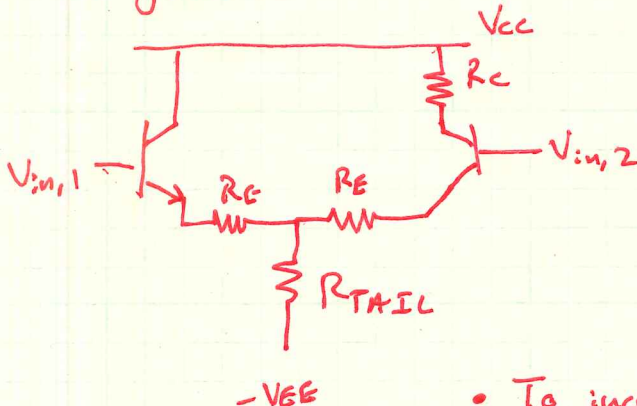 Vcc
Rc
Vin,1
Vin,2
RE
RE
RTAIL
-VEE
• To inc